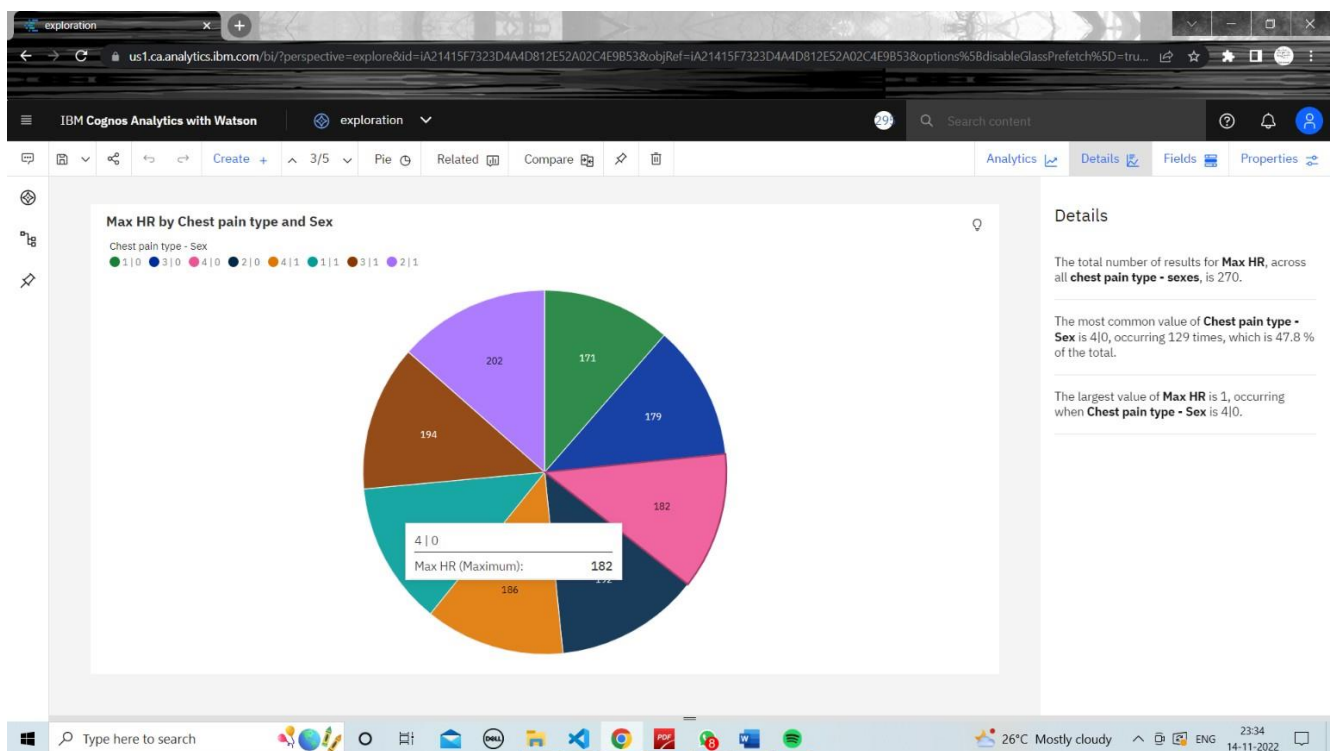 exploration
us1.ca.analytics.ibm.com/bi/?perspective=explore&id=iA21415F7323D4A4D812E52A02C4E9B53&objRef=iA21415F7323D4A4D812E52A02C4E9B53&options%5BdisableGlassPrefetch%5D=tru...
IBM Cognos Analytics with Watson exploration Search content
Create + 3/5 Pie Related Compare Analytics Details Fields Properties
Max HR by Chest pain type and Sex
Chest pain type - Sex
1|0 3|0 4|0 2|0 4|1 1|1 3|1 2|1
202
171
179
194
182
4|0
Max HR (Maximum): 182
186
Details
The total number of results for Max HR, across
all chest pain type - sexes, is 270.
The most common value of Chest pain type -
Sex is 4|0, occurring 129 times, which is 47.8 %
of the total.
The largest value of Max HR is 1, occurring
when Chest pain type - Sex is 4|0.
Type here to search DELL PDF 8 26°C Mostly cloudy ENG 23:34
14-11-2022